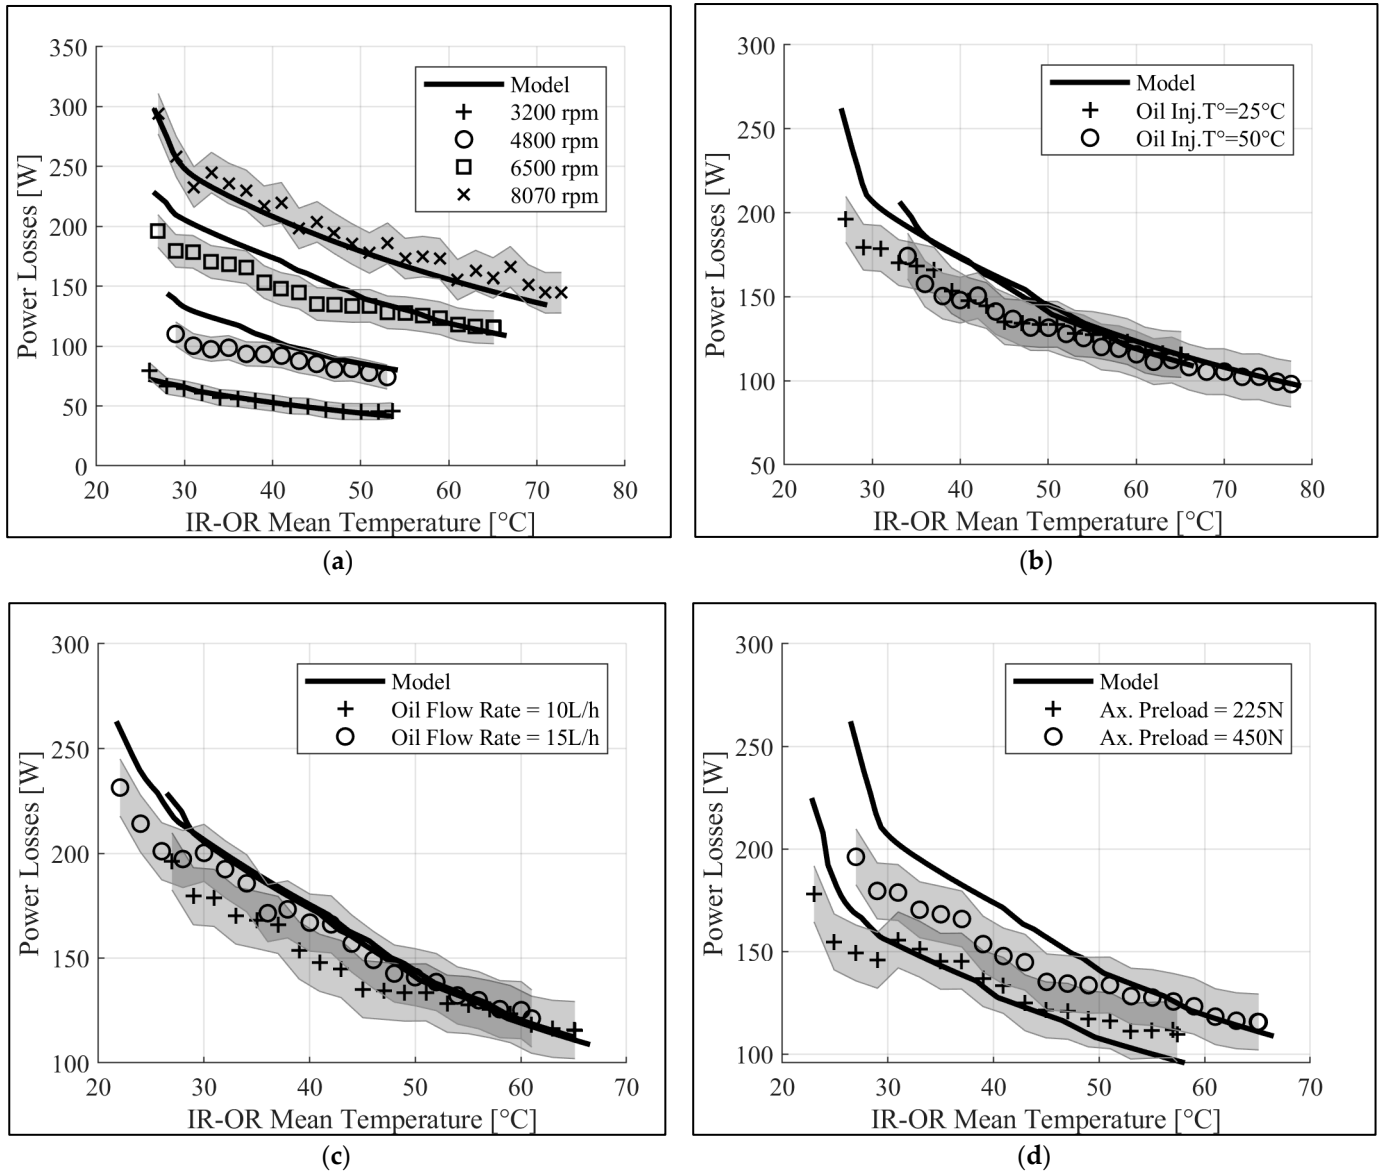 350
300
250
200
150
100
50
0
Power Losses [W]
Model
3200 rpm
4800 rpm
6500 rpm
8070 rpm
20 30 40 50 60 70 80
IR-OR Mean Temperature [°C]
(a)
300
250
200
150
100
50
Power Losses [W]
Model
Oil Inj.T°=25°C
Oil Inj.T°=50°C
20 30 40 50 60 70 80
IR-OR Mean Temperature [°C]
(b)
300
250
200
150
100
Power Losses [W]
Model
Oil Flow Rate = 10L/h
Oil Flow Rate = 15L/h
20 30 40 50 60 70
IR-OR Mean Temperature [°C]
(c)
300
250
200
150
100
Power Losses [W]
Model
Ax. Preload = 225N
Ax. Preload = 450N
20 30 40 50 60 70
IR-OR Mean Temperature [°C]
(d)